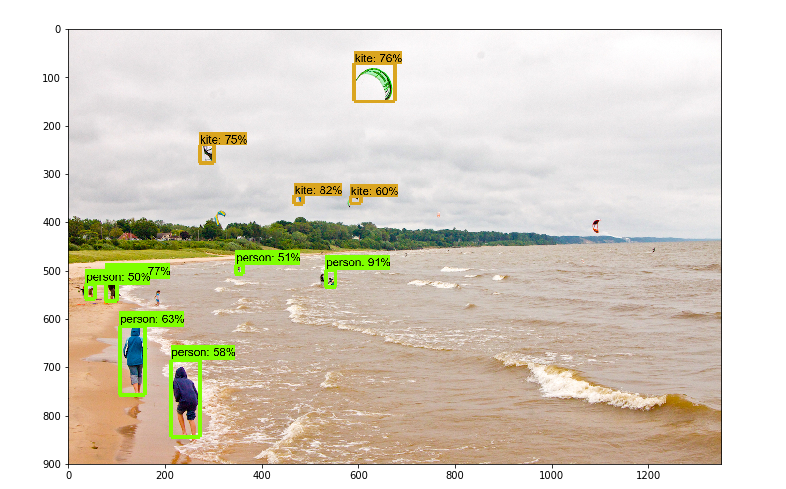 0
kite: 76%
100
200
kite: 75%
300
kite: 82%
kite: 60%
400
person: 51%
person: 91%
77%
person: 50%
500
600
person: 63%
person: 58%
700
800
900
0
200
400
600
800
1000
1200